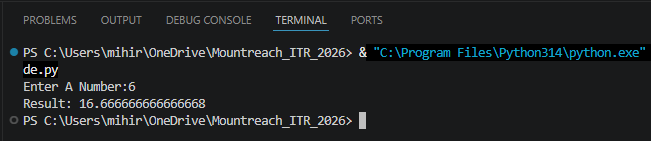 PROBLEMS OUTPUT DEBUG CONSOLE TERMINAL PORTS
PS C:\Users\mihir\OneDrive\Mountreach_ITR_2026> & "C:\Program Files\Python314\python.exe"
de.py
Enter A Number:6
Result: 16.666666666666668
PS C:\Users\mihir\OneDrive\Mountreach_ITR_2026>